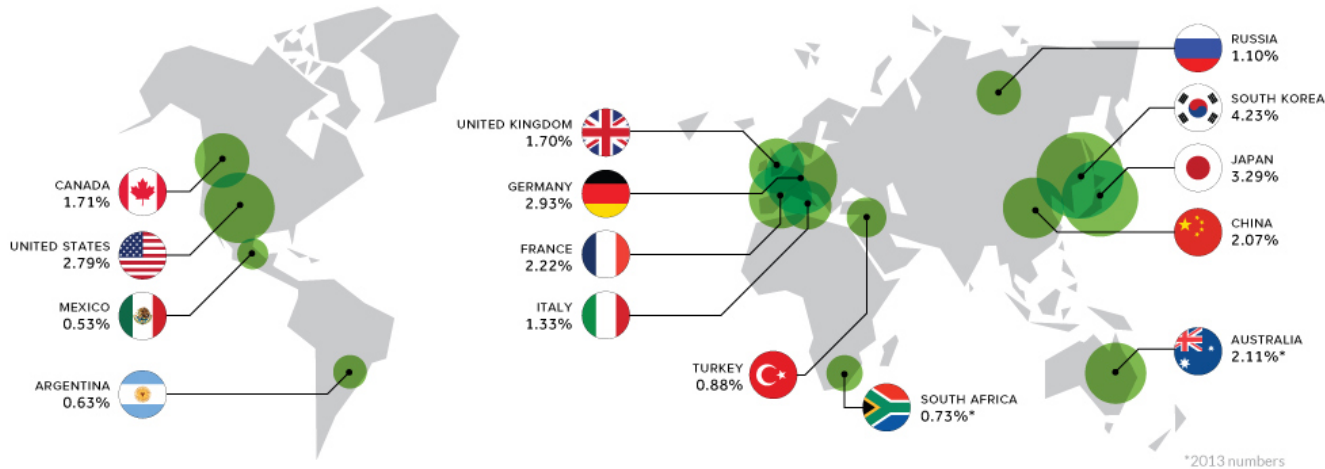 CANADA
1.71%
UNITED STATES
2.79%
MEXICO
0.53%
ARGENTINA
0.63%
UNITED KINGDOM
1.70%
GERMANY
2.93%
FRANCE
2.22%
ITALY
1.33%
TURKEY
0.88%
SOUTH AFRICA
0.73%*
RUSSIA
1.10%
SOUTH KOREA
4.23%
JAPAN
3.29%
CHINA
2.07%
AUSTRALIA
2.11%*
*2013 numbers